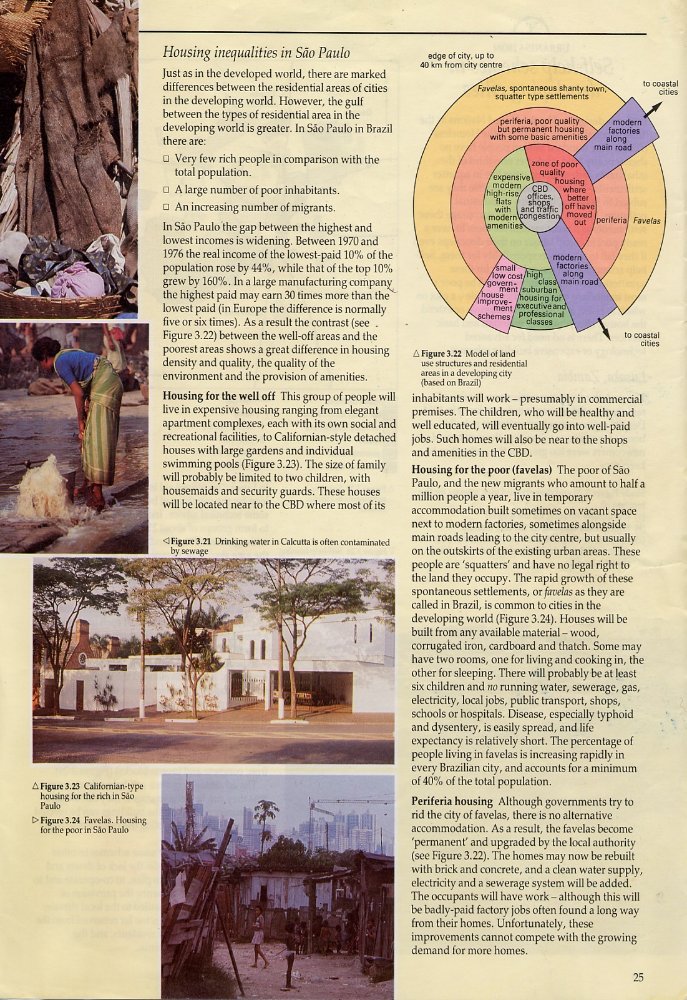 Housing inequalities in São Paulo
Just as in the developed world, there are marked
differences between the residential areas of cities
in the developing world. However, the gulf
between the types of residential area in the
developing world is greater. In São Paulo in Brazil
there are:
□ Very few rich people in comparison with the
total population.
□ A large number of poor inhabitants.
□ An increasing number of migrants.
In São Paulo the gap between the highest and
lowest incomes is widening. Between 1970 and
1976 the real income of the lowest-paid 10% of the
population rose by 44%, while that of the top 10%
grew by 160%. In a large manufacturing company
the highest paid may earn 30 times more than the
lowest paid (in Europe the difference is normally
five or six times). As a result the contrast (see
Figure 3.22) between the well-off areas and the
poorest areas shows a great difference in housing
density and quality, the quality of the
environment and the provision of amenities.
Housing for the well off This group of people will
live in expensive housing ranging from elegant
apartment complexes, each with its own social and
recreational facilities, to Californian-style detached
houses with large gardens and individual
swimming pools (Figure 3.23). The size of family
will probably be limited to two children, with
housemaids and security guards. These houses
will be located near to the CBD where most of its
◁ Figure 3.21 Drinking water in Calcutta is often contaminated
by sewage
△ Figure 3.23 Californian-type
housing for the rich in São
Paulo
▷ Figure 3.24 Favelas. Housing
for the poor in São Paulo
edge of city, up to
40 km from city centre
Favelas, spontaneous shanty town,
squatter type settlements
to coastal
cities
modern
factories
along
main road
periferia, poor quality
but permanant housing
with some basic amenities
zone of poor
quality
housing
where
better
off have
moved
out
expensive
modern
high-rise
flats
with
modern
amenities
CBD
offices,
shops
and traffic
congestion
periferia
Favelas
modern
factories
along
main road
small
low cost
govern-
ment
house
improve-
ment
schemes
high
class
suburban
housing for
executive and
professional
classes
to coastal
cities
△ Figure 3.22 Model of land
use structures and residential
areas in a developing city
(based on Brazil)
inhabitants will work – presumably in commercial
premises. The children, who will be healthy and
well educated, will eventually go into well-paid
jobs. Such homes will also be near to the shops
and amenities in the CBD.
Housing for the poor (favelas) The poor of São
Paulo, and the new migrants who amount to half a
million people a year, live in temporary
accommodation built sometimes on vacant space
next to modern factories, sometimes alongside
main roads leading to the city centre, but usually
on the outskirts of the existing urban areas. These
people are ‘squatters’ and have no legal right to
the land they occupy. The rapid growth of these
spontaneous settlements, or favelas as they are
called in Brazil, is common to cities in the
developing world (Figure 3.24). Houses will be
built from any available material – wood,
corrugated iron, cardboard and thatch. Some may
have two rooms, one for living and cooking in, the
other for sleeping. There will probably be at least
six children and no running water, sewerage, gas,
electricity, local jobs, public transport, shops,
schools or hospitals. Disease, especially typhoid
and dysentery, is easily spread, and life
expectancy is relatively short. The percentage of
people living in favelas is increasing rapidly in
every Brazilian city, and accounts for a minimum
of 40% of the total population.
Periferia housing Although governments try to
rid the city of favelas, there is no alternative
accommodation. As a result, the favelas become
‘permanent’ and upgraded by the local authority
(see Figure 3.22). The homes may now be rebuilt
with brick and concrete, and a clean water supply,
electricity and a sewerage system will be added.
The occupants will have work – although this will
be badly-paid factory jobs often found a long way
from their homes. Unfortunately, these
improvements cannot compete with the growing
demand for more homes.
25